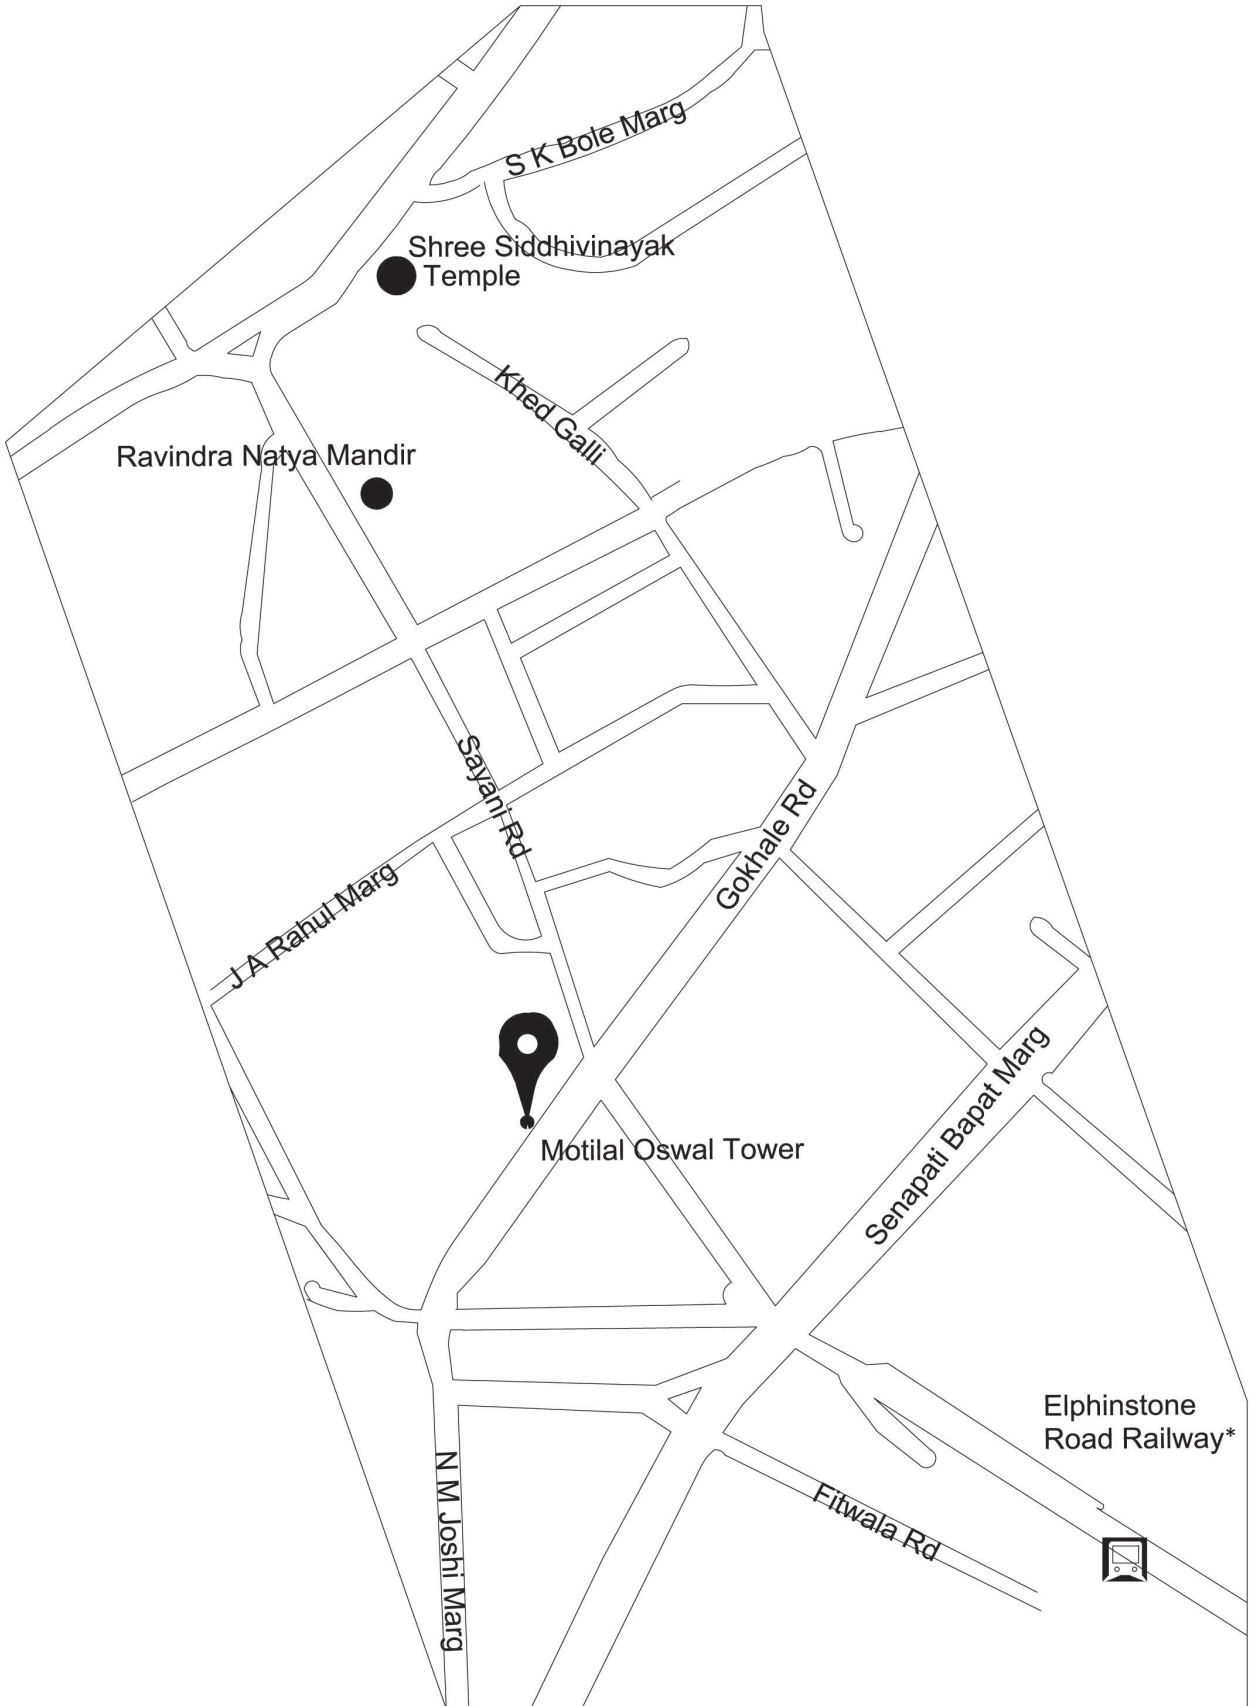 S K Bole Marg
Shree Siddhivinayak
Temple
Khed Galli
Ravindra Natya Mandir
Sayani Rd
Gokhale Rd
J A Rahul Marg
Motilal Oswal Tower
Senapati Bapat Marg
Elphinstone
Road Railway*
N M Joshi Marg
Fitwala Rd